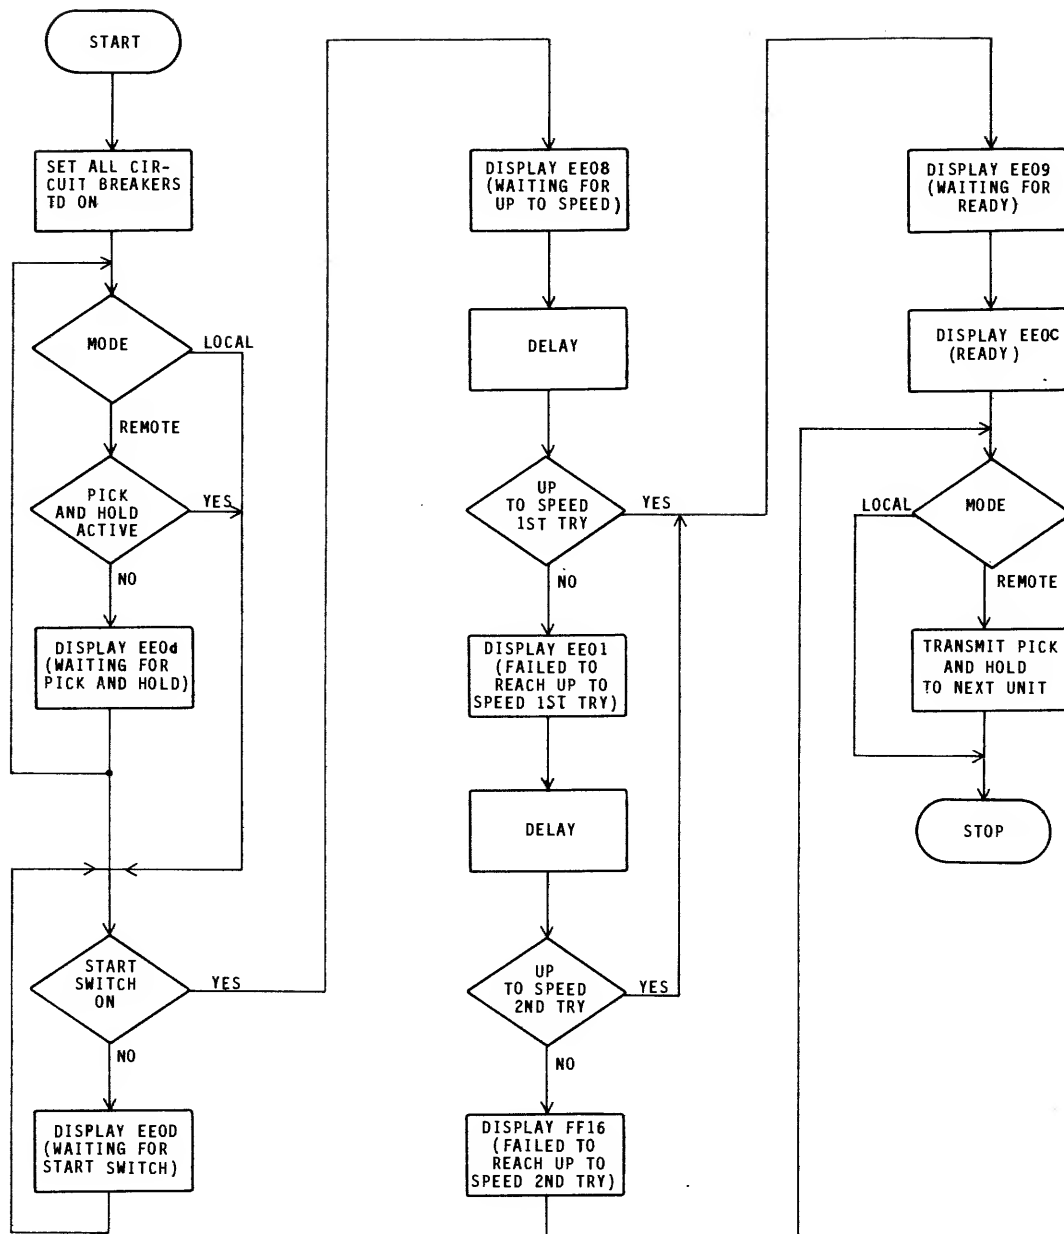 START
SET ALL CIR-
CUIT BREAKERS
TD ON
MODE
LOCAL
REMOTE
PICK
AND HOLD
ACTIVE
YES
NO
DISPLAY EE0d
(WAITING FOR
PICK AND HOLD)
START
SWITCH
ON
YES
NO
DISPLAY EE0D
(WAITING FOR
START SWITCH)
DISPLAY EE08
(WAITING FOR
UP TO SPEED)
DELAY
UP
TO SPEED
1ST TRY
YES
NO
DISPLAY EE01
(FAILED TO
REACH UP TO
SPEED 1ST TRY)
DELAY
UP
TO SPEED
2ND TRY
YES
NO
DISPLAY FF16
(FAILED TO
REACH UP TO
SPEED 2ND TRY)
DISPLAY EE09
(WAITING FOR
READY)
DISPLAY EE0C
(READY)
MODE
LOCAL
REMOTE
TRANSMIT PICK
AND HOLD
TO NEXT UNIT
STOP